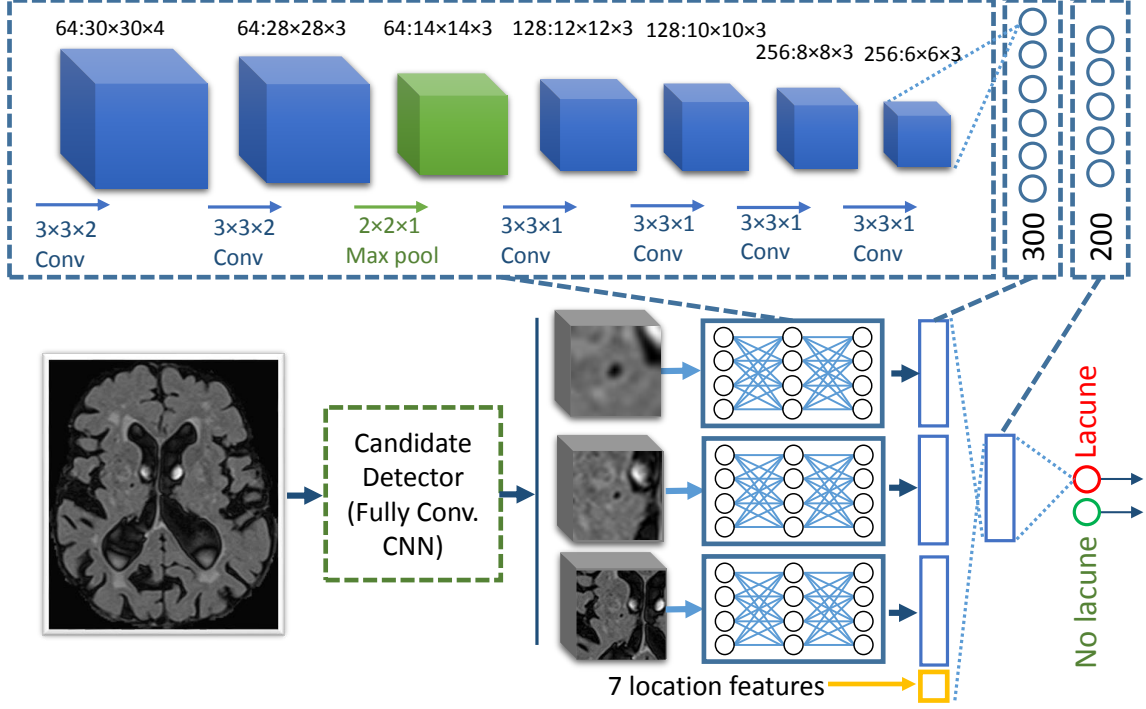 64:30×30×4
64:28×28×3
64:14×14×3
128:12×12×3
128:10×10×3
256:8×8×3
256:6×6×3
3×3×2
Conv
3×3×2
Conv
2×2×1
Max pool
3×3×1
Conv
3×3×1
Conv
3×3×1
Conv
3×3×1
Conv
300
200
Candidate
Detector
(Fully Conv.
CNN)
7 location features
Lacune
No lacune